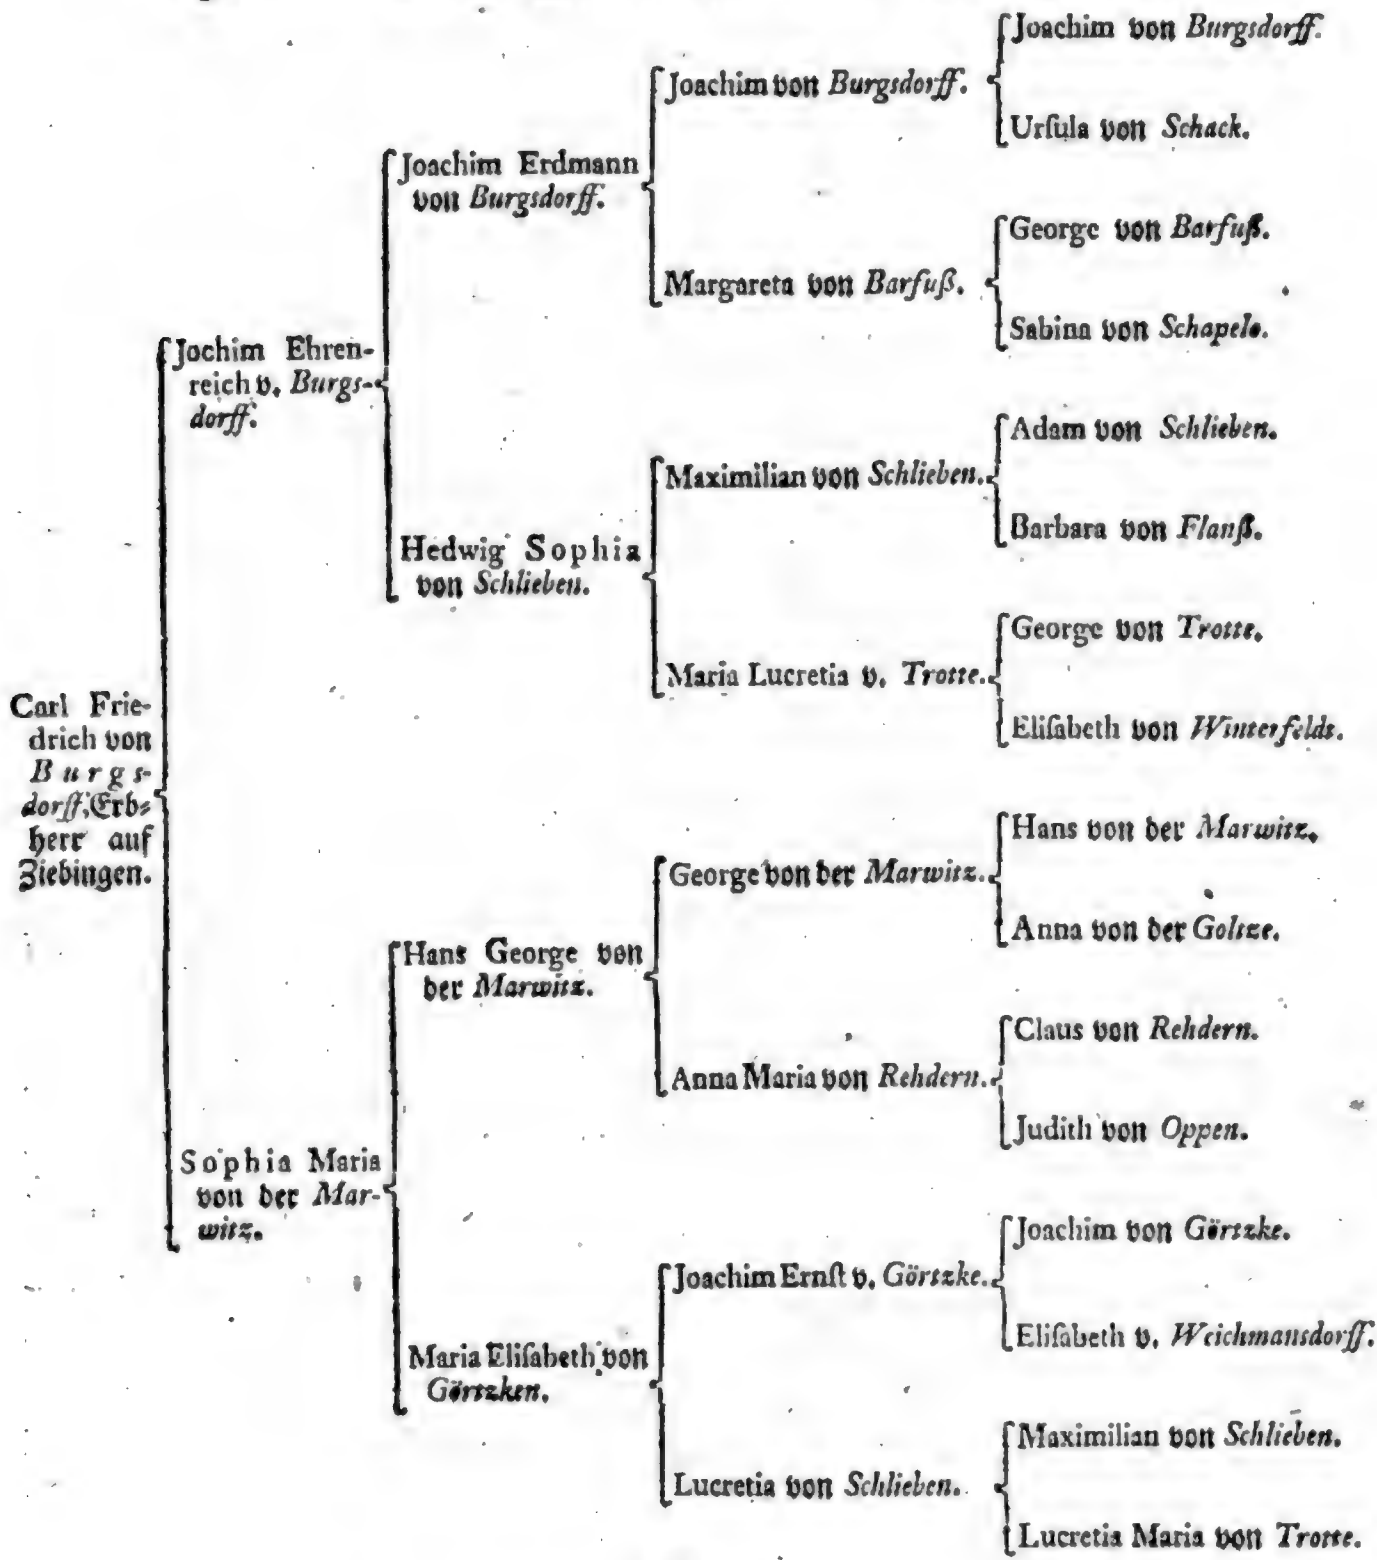 Carl Frie-
drich von
Burgs-
dorff, Erb-
herr auf
Ziebingen.
Jochim Ehren-
reich v. Burgs-
dorff.
Sophia Maria
von der Mar-
witz.
Joachim Erdmann
von Burgsdorff.
Hedwig Sophia
von Schlieben.
Hans George von
der Marwitz.
Maria Eliſabeth von
Görtzken.
Joachim von Burgsdorff.
Margareta von Barfuß.
Maximilian von Schlieben.
Maria Lucretia v. Trotte.
George von der Marwitz.
Anna Maria von Rehdern.
Joachim Ernſt v. Görtzke.
Lucretia von Schlieben.
Joachim von Burgsdorff.
Urſula von Schack.
George von Barfuß.
Sabina von Schapelo.
Adam von Schlieben.
Barbara von Flanß.
George von Trotte.
Eliſabeth von Winterfeldt.
Hans von der Marwitz.
Anna von der Goltze.
Claus von Rehdern.
Judith von Oppen.
Joachim von Görtzke.
Eliſabeth v. Weichmansdorff.
Maximilian von Schlieben.
Lucretia Maria von Trotte.